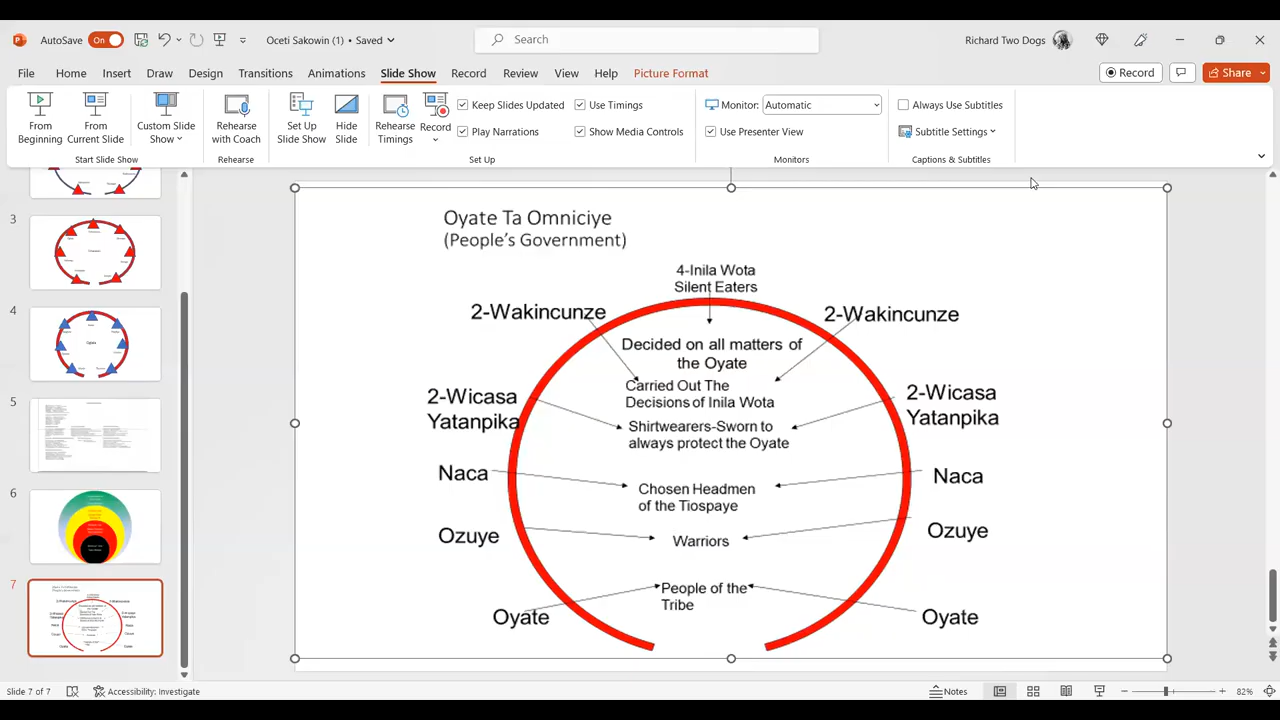 AutoSave On Oceti Sakowin (1) • Saved Search Richard Two Dogs
File Home Insert Draw Design Transitions Animations Slide Show Record Review View Help Picture Format Record Share
From Beginning
From Current Slide
Custom Slide Show
Rehearse with Coach
Set Up Slide Show
Hide Slide
Rehearse Timings
Record
Keep Slides Updated
Play Narrations
Use Timings
Show Media Controls
Monitor: Automatic
Use Presenter View
Always Use Subtitles
Subtitle Settings
Start Slide Show Rehearse Set Up Monitors Captions & Subtitles
3
4
5
6
7
Oyate Ta Omniciye
(People's Government)
4-Inila Wota
Silent Eaters
2-Wakincunze
2-Wakincunze
Decided on all matters of
the Oyate
Carried Out The
Decisions of Inila Wota
2-Wicasa
Yatanpika
2-Wicasa
Yatanpika
Shirtwearers-Sworn to
always protect the Oyate
Naca
Naca
Chosen Headmen
of the Tiospaye
Ozuye
Ozuye
Warriors
People of the
Tribe
Oyate
Oyate
Slide 7 of 7 Accessibility: Investigate Notes 82%